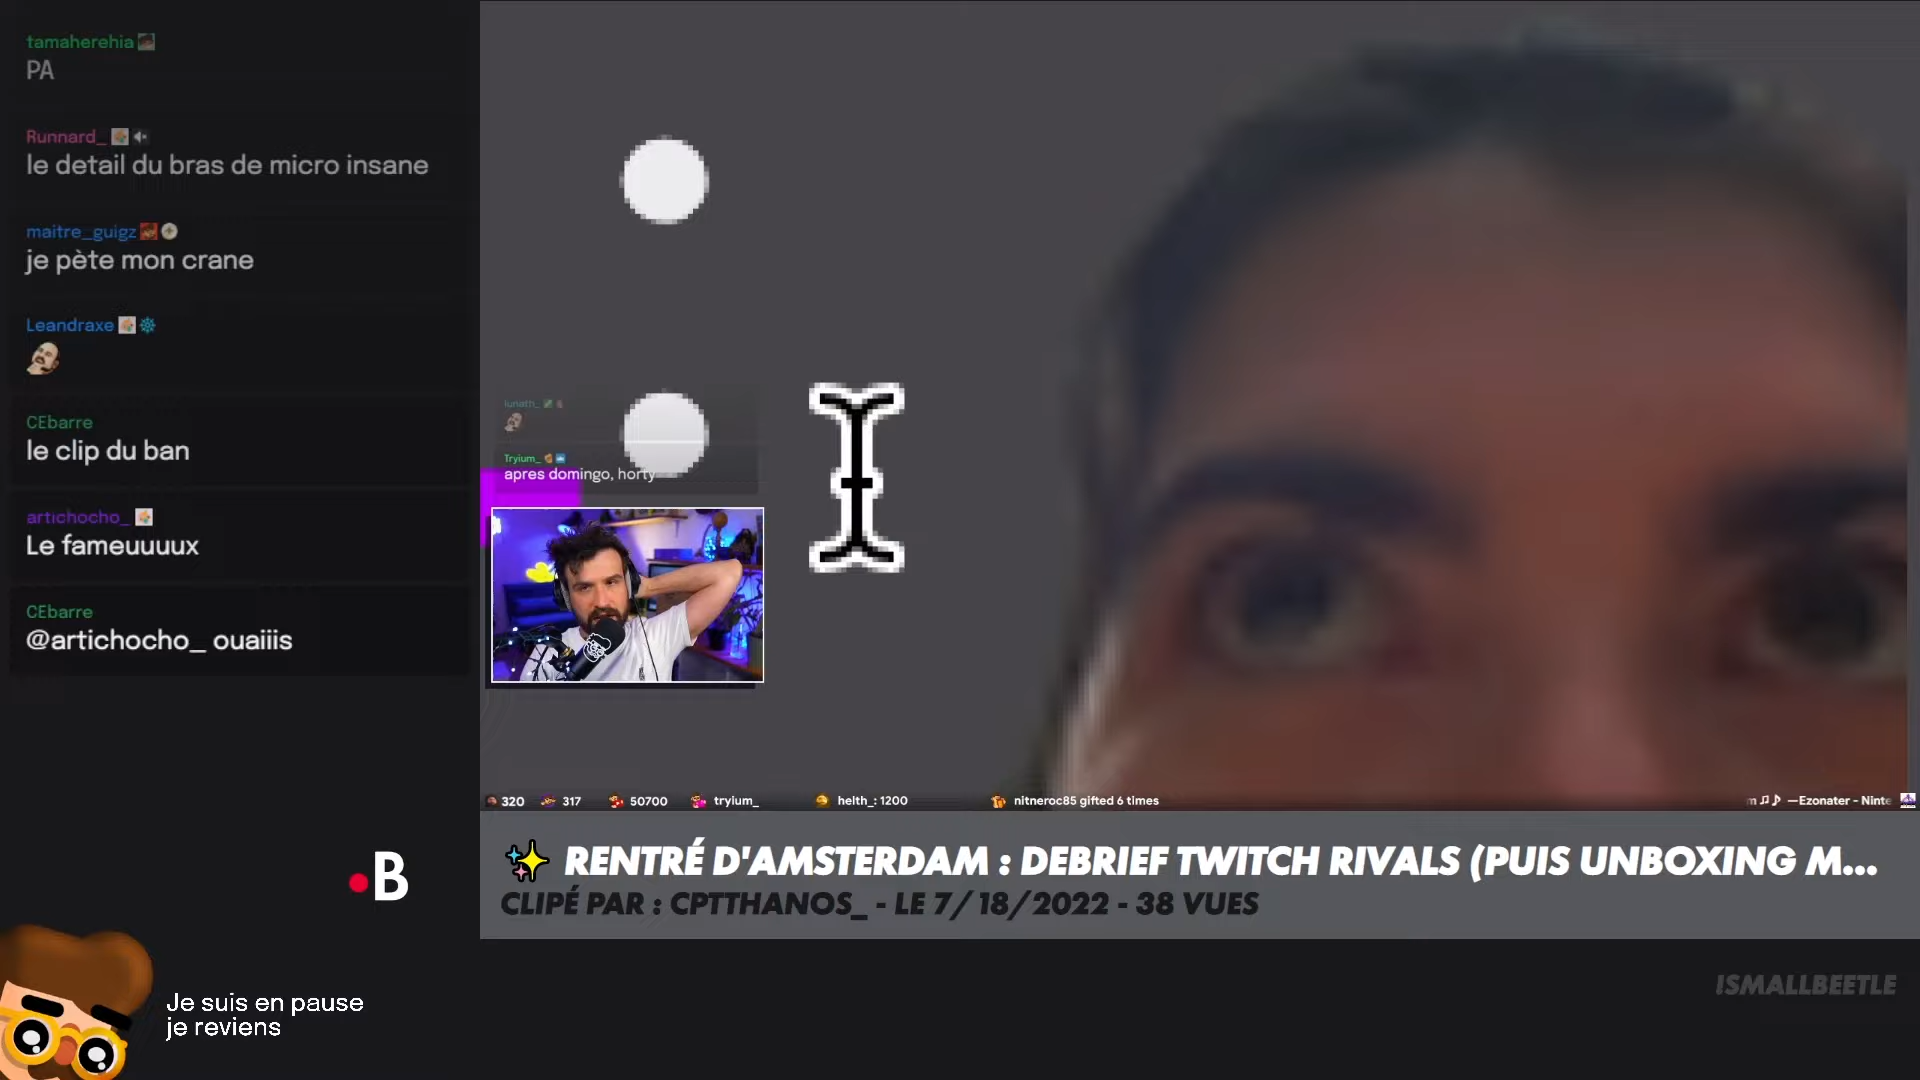 tamaherehia
PA
Runnard_
le detail du bras de micro insane
maitre_guigz
je pète mon crane
Leandraxe
CEbarre
le clip du ban
artichocho_
Le fameuuuux
CEbarre
@artichocho_ ouaiiis
B
Je suis en pause
je reviens
lunath_
Tryium_
apres domingo, horty
320 317 50700 tryium_ helth_: 1200 nitneroc85 gifted 6 times m ♫♪ —Ezonater - Ninte
✨ RENTRÉ D'AMSTERDAM : DEBRIEF TWITCH RIVALS (PUIS UNBOXING M...
CLIPÉ PAR : CPTTHANOS_ - LE 7/18/2022 - 38 VUES
!SMALLBEETLE